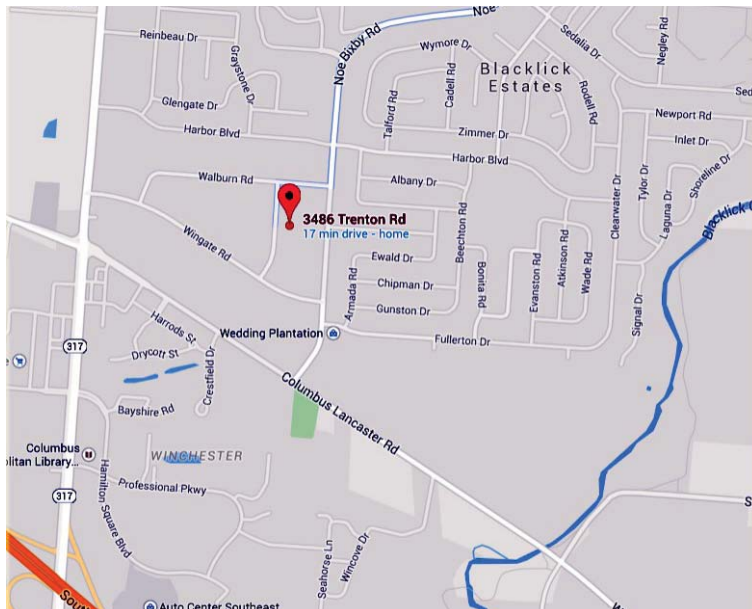 Reinbeau Dr
Graystone Dr
Noe Bixby Rd
Noe
Wymore Dr
Cadell Rd
Talford Rd
Blacklick
Estates
Sedalia Dr
Negley Rd
Sed
Rodell Rd
Newport Rd
Glengate Dr
Harbor Blvd
Zimmer Dr
Inlet Dr
Harbor Blvd
Shoreline Dr
Walburn Rd
Albany Dr
Clearwater Dr
Tylor Dr
Laguna Dr
3486 Trenton Rd
17 min drive - home
Blacklick
Wingate Rd
Ewald Dr
Beechton Rd
Bonita Rd
Evanston Rd
Atkinson Rd
Wade Rd
Armada Rd
Chipman Dr
Gunston Dr
Signal Dr
Harrods St
Wedding Plantation
Fullerton Dr
317
Drycott St
Crestfield Dr
Columbus Lancaster Rd
Bayshire Rd
Columbus
olitan Library...
WINCHESTER
317
Professional Pkwy
Hamilton Square Blvd
S
Seahorse Ln
Wincove Dr
Auto Center Southeast